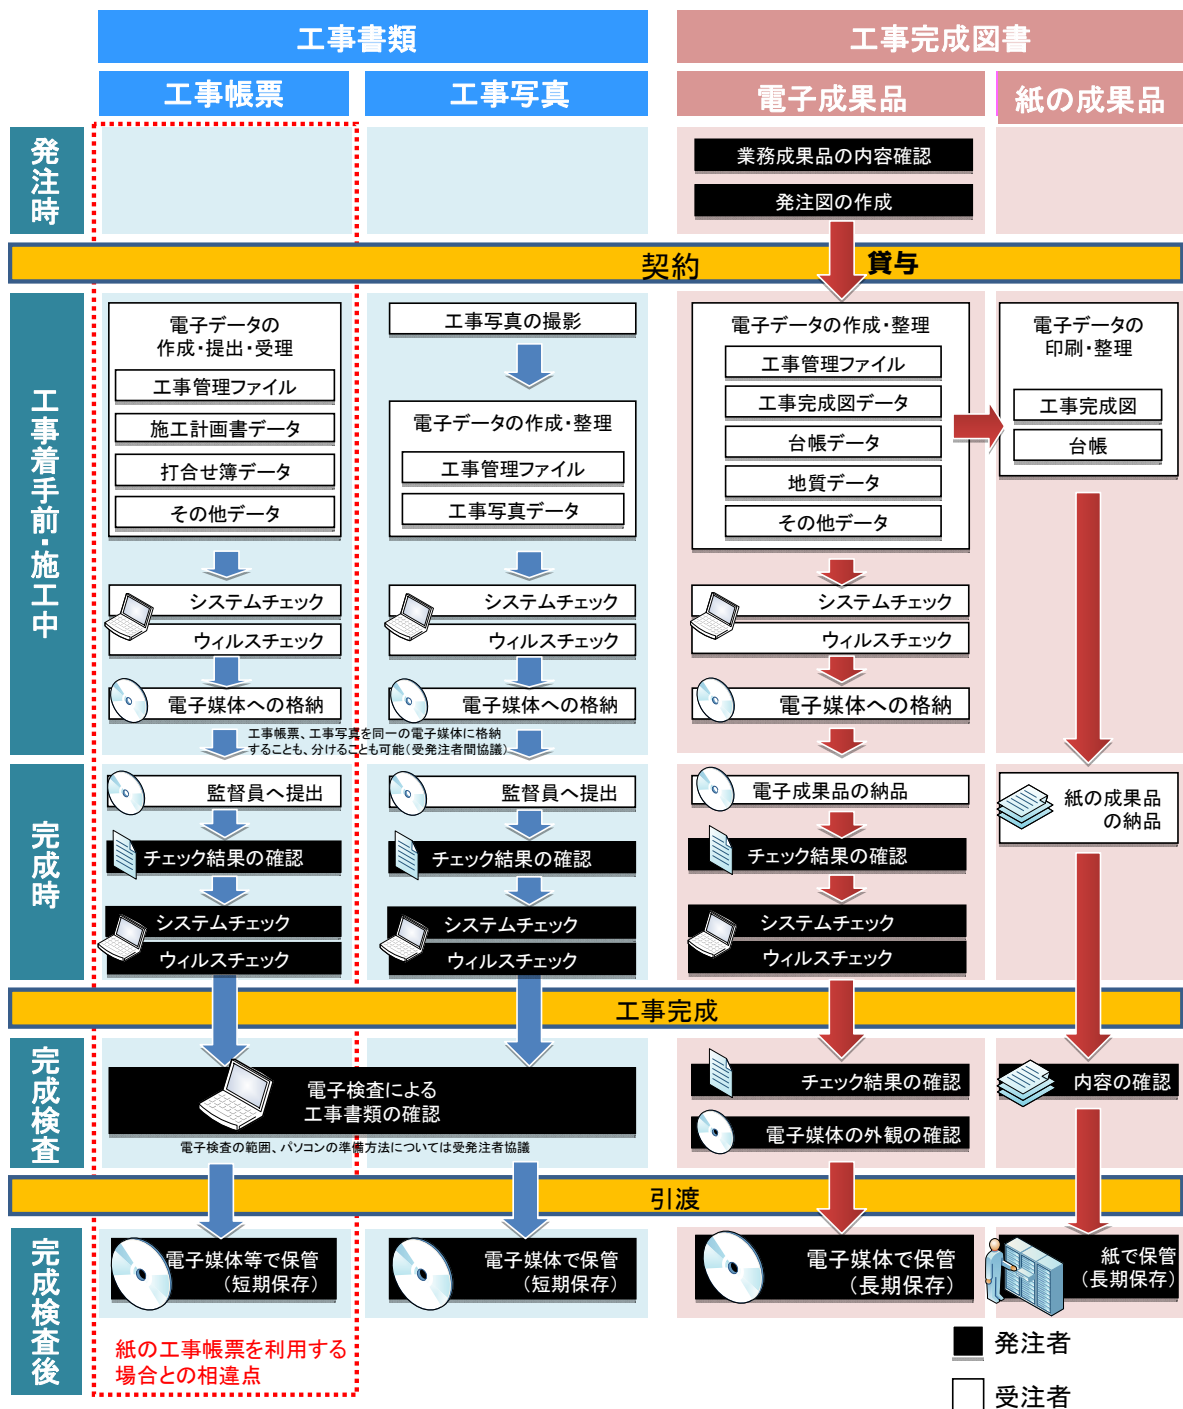 工事書類
工事完成図書
工事帳票
工事写真
電子成果品
紙の成果品
発注時
業務成果品の内容確認
発注図の作成
契約
貸与
工事着手前・施工中
電子データの
作成・提出・受理
工事管理ファイル
施工計画書データ
打合せ簿データ
その他データ
システムチェック
ウィルスチェック
電子媒体への格納
工事写真の撮影
電子データの作成・整理
工事管理ファイル
工事写真データ
システムチェック
ウィルスチェック
電子媒体への格納
工事帳票、工事写真を同一の電子媒体に格納
することも、分けることも可能(受発注者間協議)
電子データの作成・整理
工事管理ファイル
工事完成図データ
台帳データ
地質データ
その他データ
システムチェック
ウィルスチェック
電子媒体への格納
電子データの
印刷・整理
工事完成図
台帳
完成時
監督員へ提出
チェック結果の確認
システムチェック
ウィルスチェック
監督員へ提出
チェック結果の確認
システムチェック
ウィルスチェック
電子成果品の納品
チェック結果の確認
システムチェック
ウィルスチェック
紙の成果品
の納品
工事完成
完成検査
電子検査による
工事書類の確認
電子検査の範囲、パソコンの準備方法については受発注者協議
チェック結果の確認
電子媒体の外観の確認
内容の確認
引渡
完成検査後
電子媒体等で保管
(短期保存)
電子媒体で保管
(短期保存)
電子媒体で保管
(長期保存)
紙で保管
(長期保存)
紙の工事帳票を利用する
場合との相違点
発注者
受注者